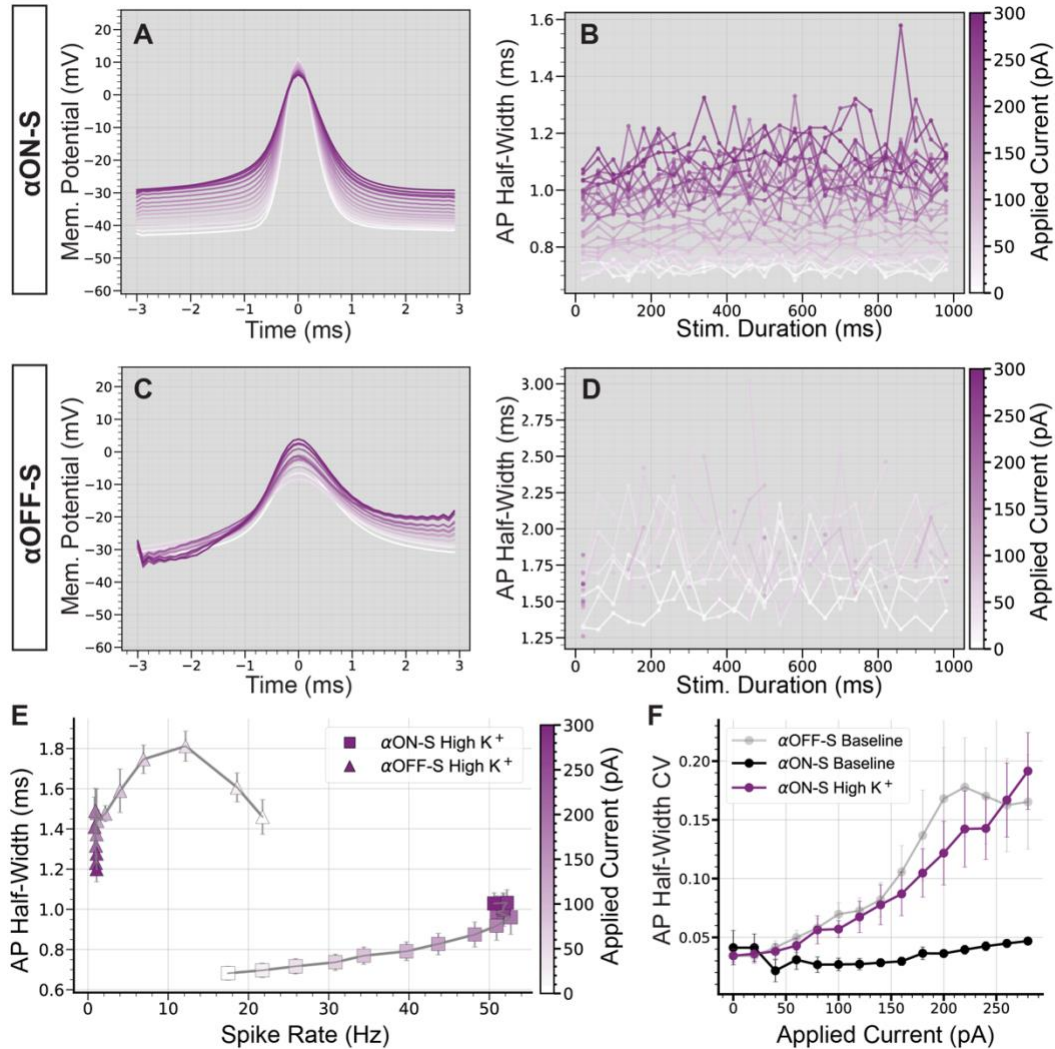 αON-S
A
Mem. Potential (mV)
20
10
0
−10
−20
−30
−40
−50
−60
−3 −2 −1 0 1 2 3
Time (ms)
B
AP Half-Width (ms)
1.6
1.4
1.2
1.0
0.8
0 200 400 600 800 1000
Stim. Duration (ms)
300
250
200
150
100
50
0
Applied Current (pA)
αOFF-S
C
Mem. Potential (mV)
20
10
0
−10
−20
−30
−40
−50
−60
−3 −2 −1 0 1 2 3
Time (ms)
D
AP Half-Width (ms)
3.00
2.75
2.50
2.25
2.00
1.75
1.50
1.25
0 200 400 600 800 1000
Stim. Duration (ms)
300
250
200
150
100
50
0
Applied Current (pA)
E
AP Half-Width (ms)
1.8
1.6
1.4
1.2
1.0
0.8
0.6
0 10 20 30 40 50
Spike Rate (Hz)
αON-S High K⁺
αOFF-S High K⁺
300
250
200
150
100
50
0
Applied Current (pA)
F
AP Half-Width CV
0.20
0.15
0.10
0.05
0 50 100 150 200 250
Applied Current (pA)
αOFF-S Baseline
αON-S Baseline
αON-S High K⁺